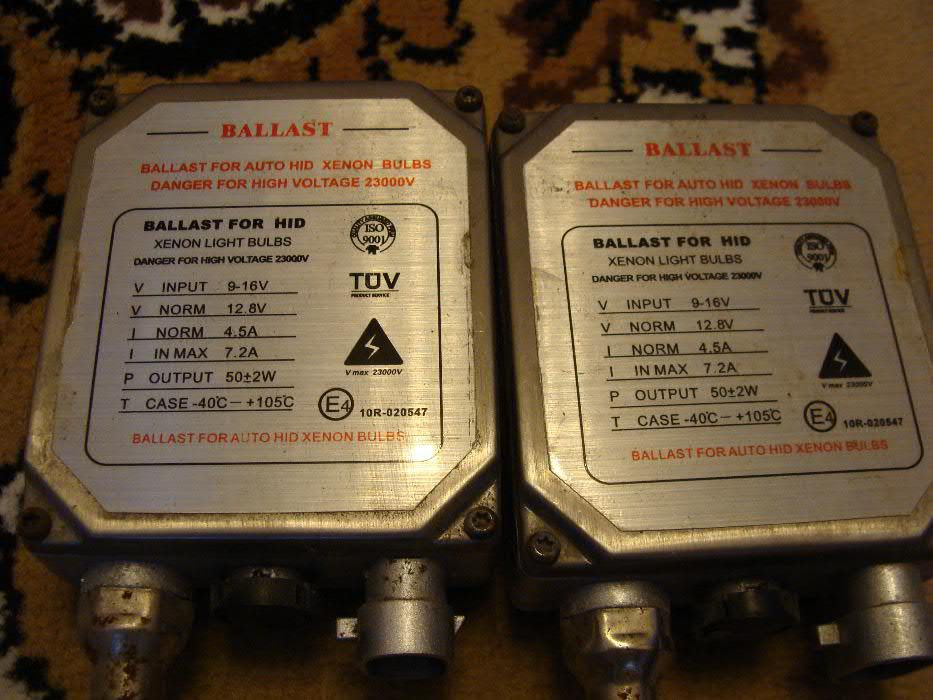 BALLAST
BALLAST FOR AUTO HID XENON BULBS
DANGER FOR HIGH VOLTAGE 23000V
BALLAST FOR HID
XENON LIGHT BULBS
DANGER FOR HIGH VOLTAGE 23000V
ISO
9001
V INPUT 9-16V
V NORM 12.8V
I NORM 4.5A
I IN MAX 7.2A
P OUTPUT 50±2W
T CASE -40℃— +105℃
TÜV
PRODUCT SERVICE
V max 23000V
E4 10R-020547
BALLAST FOR AUTO HID XENON BULBS
BALLAST
BALLAST FOR AUTO HID XENON BULBS
DANGER FOR HIGH VOLTAGE 23000V
BALLAST FOR HID
XENON LIGHT BULBS
DANGER FOR HIGH VOLTAGE 23000V
ISO
9001
V INPUT 9-16V
V NORM 12.8V
I NORM 4.5A
I IN MAX 7.2A
P OUTPUT 50±2W
T CASE -40℃— +105℃
TÜV
PRODUCT SERVICE
V max 23000V
E4 10R-020547
BALLAST FOR AUTO HID XENON BULBS